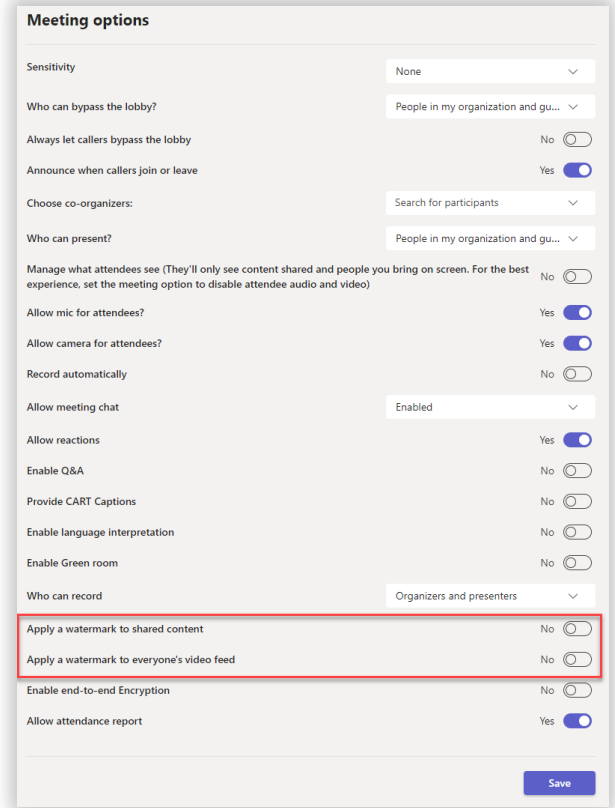 Meeting options
Sensitivity
None
Who can bypass the lobby?
People in my organization and gu...
Always let callers bypass the lobby
No
Announce when callers join or leave
Yes
Choose co-organizers:
Search for participants
Who can present?
People in my organization and gu...
Manage what attendees see (They'll only see content shared and people you bring on screen. For the best
experience, set the meeting option to disable attendee audio and video)
No
Allow mic for attendees?
Yes
Allow camera for attendees?
Yes
Record automatically
No
Allow meeting chat
Enabled
Allow reactions
Yes
Enable Q&A
No
Provide CART Captions
No
Enable language interpretation
No
Enable Green room
No
Who can record
Organizers and presenters
Apply a watermark to shared content
No
Apply a watermark to everyone's video feed
No
Enable end-to-end Encryption
No
Allow attendance report
Yes
Save